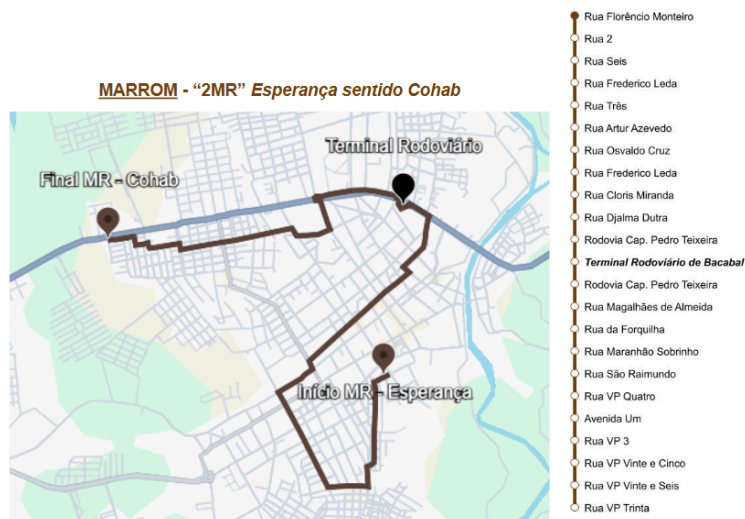 MARROM - “2MR” Esperança sentido Cohab
Terminal Rodoviário
Final MR - Cohab
Início MR - Esperança
Rua Florêncio Monteiro
Rua 2
Rua Seis
Rua Frederico Leda
Rua Três
Rua Artur Azevedo
Rua Osvaldo Cruz
Rua Frederico Leda
Rua Cloris Miranda
Rua Djalma Dutra
Rodovia Cap. Pedro Teixeira
Terminal Rodoviário de Bacabal
Rodovia Cap. Pedro Teixeira
Rua Magalhães de Almeida
Rua da Forquilha
Rua Maranhão Sobrinho
Rua São Raimundo
Rua VP Quatro
Avenida Um
Rua VP 3
Rua VP Vinte e Cinco
Rua VP Vinte e Seis
Rua VP Trinta